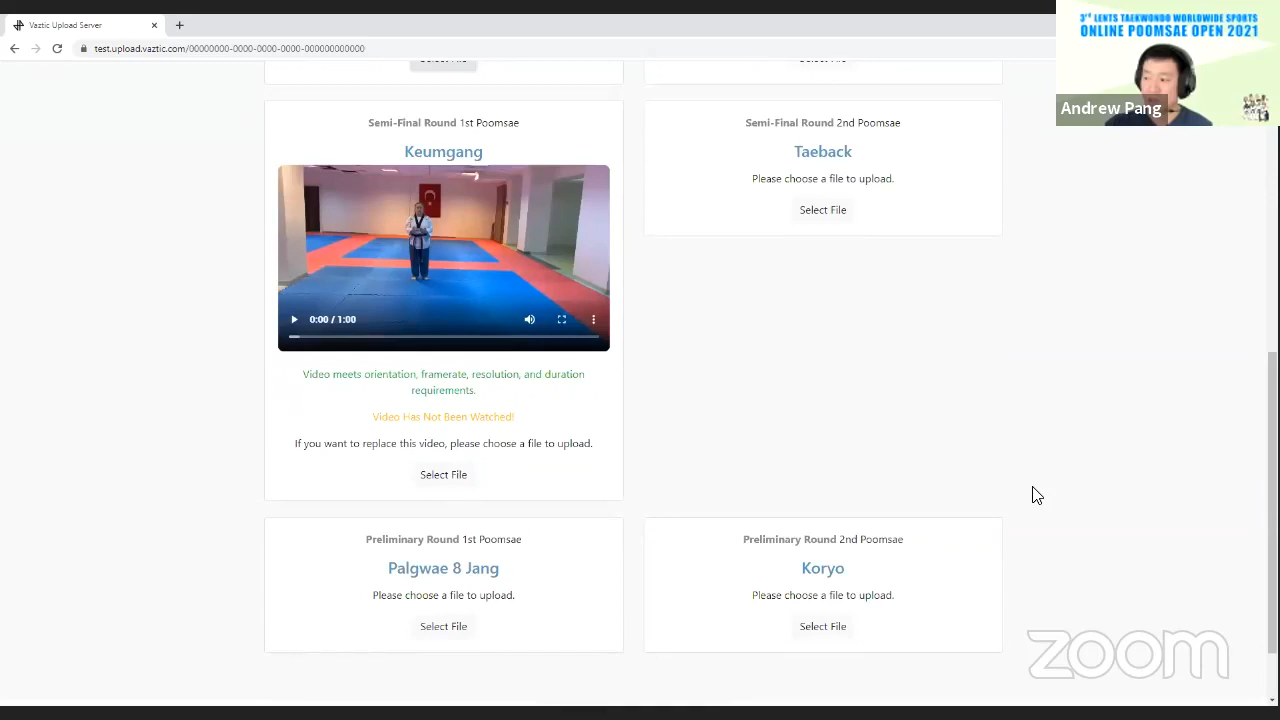 Vaztic Upload Server
test.upload.vaztic.com/00000000-0000-0000-0000-000000000000
3rd LENTS TAEKWONDO WORLDWIDE SPORTS
ONLINE POOMSAE OPEN 2021
Andrew Pang
Select File
Select File
Semi-Final Round 1st Poomsae
Keumgang
0:00 / 1:00
Video meets orientation, framerate, resolution, and duration
requirements.
Video Has Not Been Watched!
If you want to replace this video, please choose a file to upload.
Select File
Semi-Final Round 2nd Poomsae
Taeback
Please choose a file to upload.
Select File
Preliminary Round 1st Poomsae
Palgwae 8 Jang
Please choose a file to upload.
Select File
Preliminary Round 2nd Poomsae
Koryo
Please choose a file to upload.
Select File
zoom